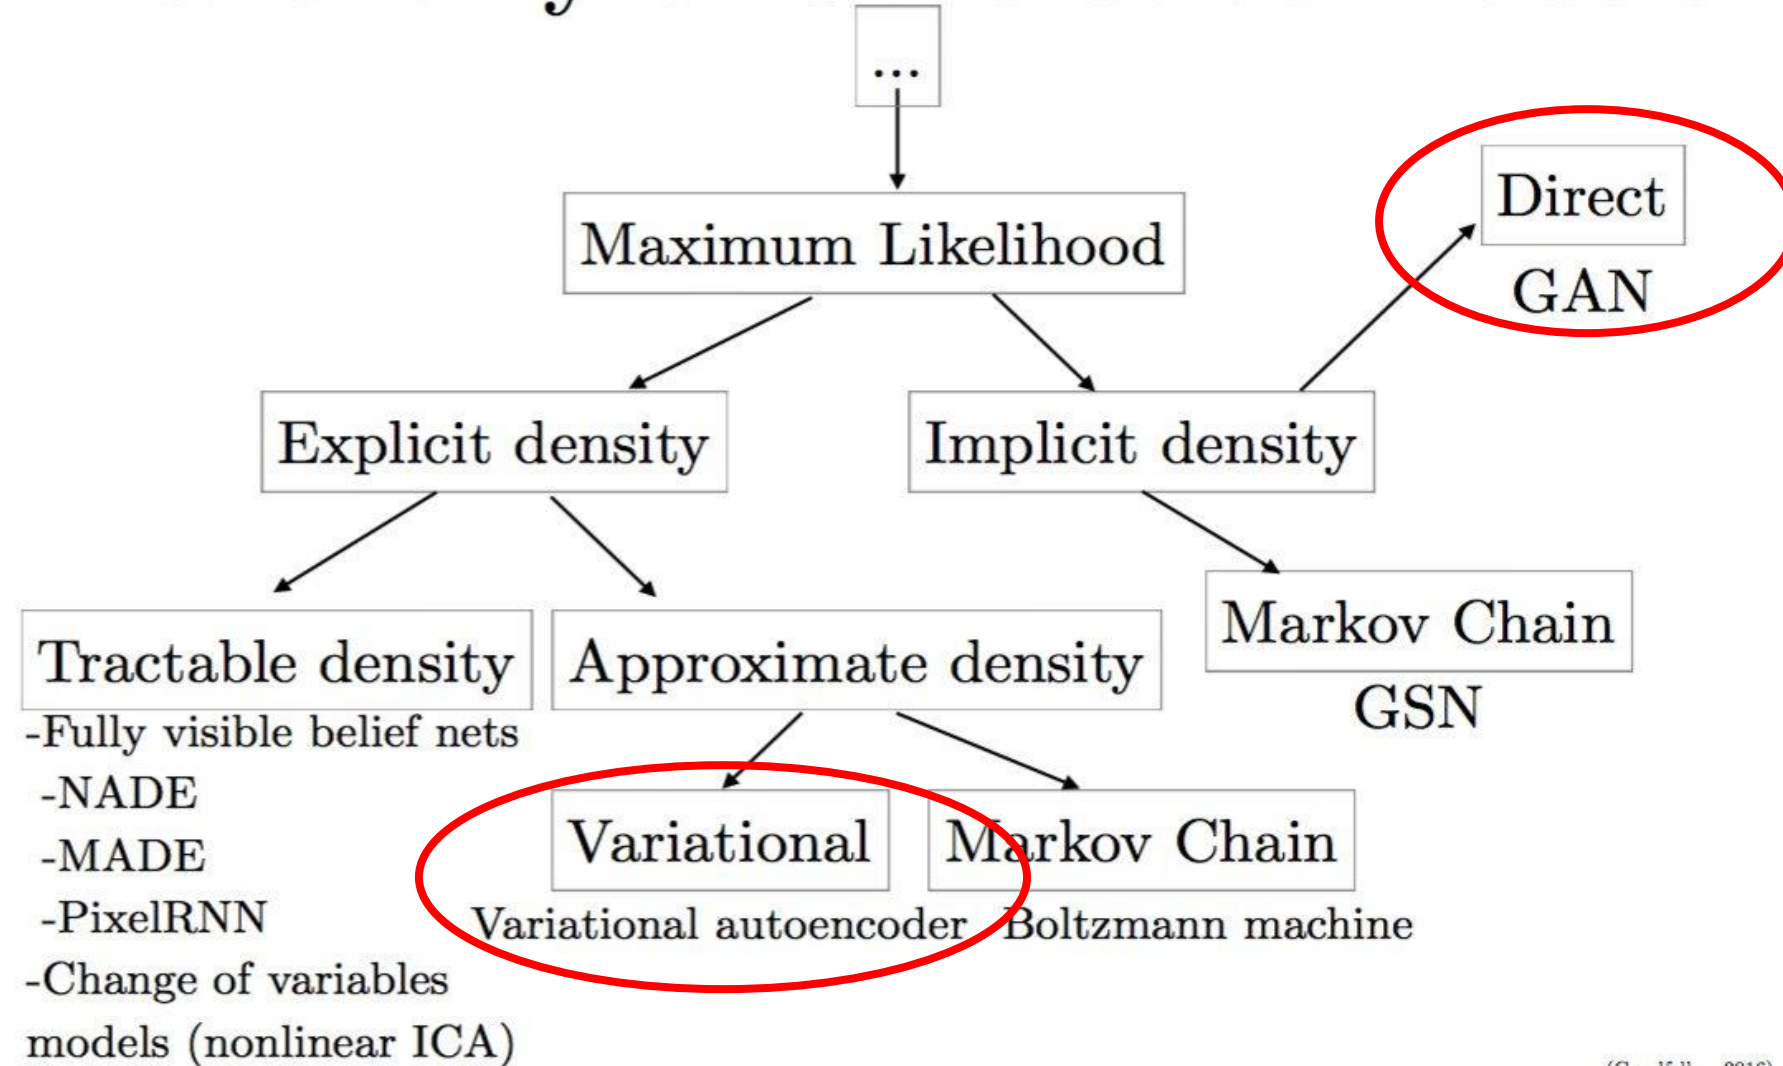 ...
Maximum Likelihood
Direct
GAN
Explicit density
Implicit density
Tractable density
-Fully visible belief nets
-NADE
-MADE
-PixelRNN
-Change of variables
models (nonlinear ICA)
Approximate density
Variational
Variational autoencoder
Markov Chain
Boltzmann machine
Markov Chain
GSN